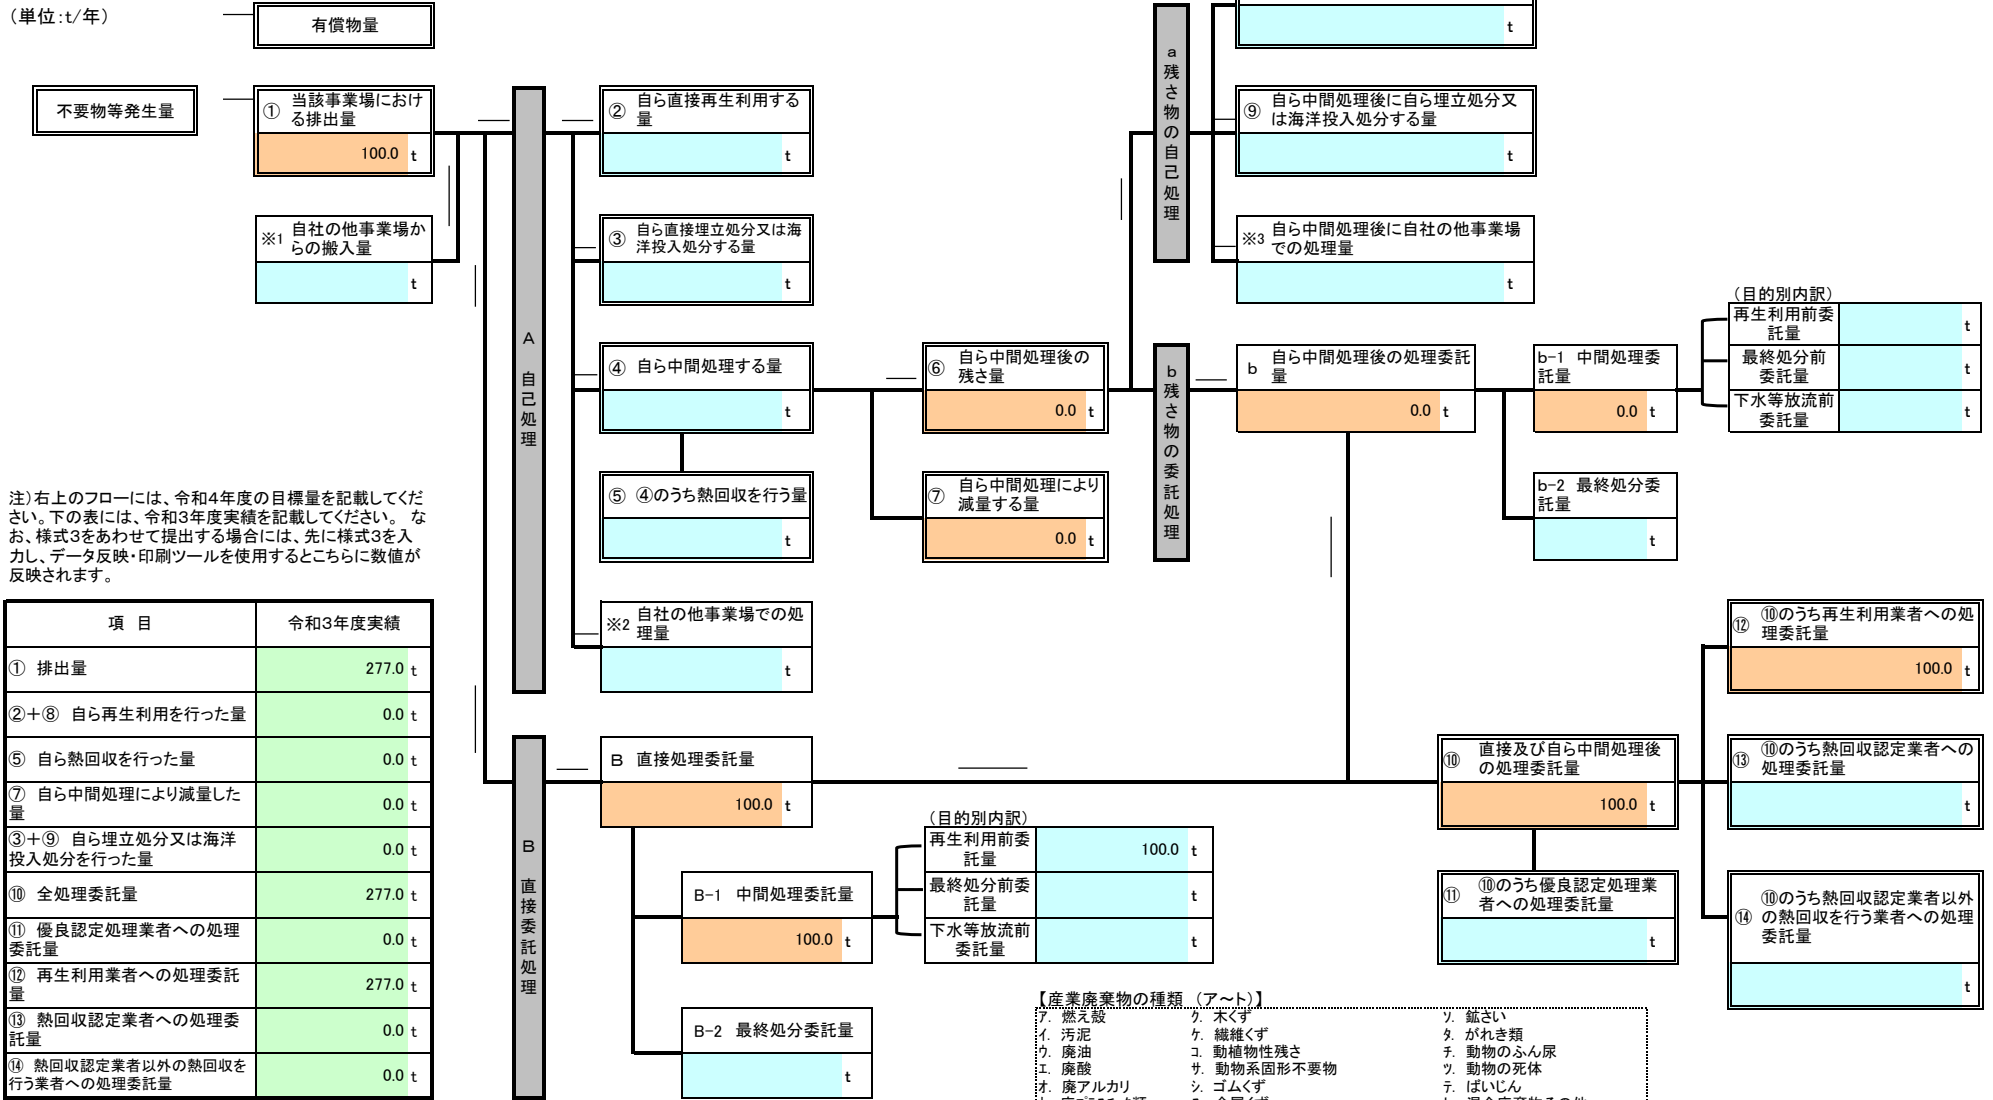 （単位：t/年）
有償物量
t
不要物等発生量
① 当該事業場におけ
る排出量
100.0 t
※1 自社の他事業場か
らの搬入量
t
A 自己処理
② 自ら直接再生利用する
量
t
③ 自ら直接埋立処分又は海
洋投入処分する量
t
④ 自ら中間処理する量
t
⑤ ④のうち熱回収を行う量
t
※2 自社の他事業場での処
理量
t
⑥ 自ら中間処理後の
残さ量
0.0 t
⑦ 自ら中間処理により
減量する量
0.0 t
a 残さ物の自己処理
⑨ 自ら中間処理後に自ら埋立処分又
は海洋投入処分する量
t
※3 自ら中間処理後に自社の他事業場
での処理量
t
b 残さ物の委託処理
b 自ら中間処理後の処理委託
量
0.0 t
b-1 中間処理委
託量
0.0 t
b-2 最終処分委
託量
t
（目的別内訳）
再生利用前委
託量
t
最終処分前
委託量
t
下水等放流前
委託量
t
注）右上のフローには、令和４年度の目標量を記載してくだ
さい。下の表には、令和３年度実績を記載してください。 な
お、様式３をあわせて提出する場合には、先に様式３を入
力し、データ反映・印刷ツールを使用するとこちらに数値が
反映されます。
項 目 令和３年度実績
① 排出量 277.0 t
②＋⑧ 自ら再生利用を行った量 0.0 t
⑤ 自ら熱回収を行った量 0.0 t
⑦ 自ら中間処理により減量した
量 0.0 t
③＋⑨ 自ら埋立処分又は海洋
投入処分を行った量 0.0 t
⑩ 全処理委託量 277.0 t
⑪ 優良認定処理業者への処理
委託量 0.0 t
⑫ 再生利用業者への処理委託
量 277.0 t
⑬ 熱回収認定業者への処理委
託量 0.0 t
⑭ 熱回収認定業者以外の熱回収を
行う業者への処理委託量 0.0 t
B 直接委託処理
B 直接処理委託量
100.0 t
B-1 中間処理委託量
100.0 t
B-2 最終処分委託量
t
（目的別内訳）
再生利用前委
託量
100.0 t
最終処分前委
託量
t
下水等放流前
委託量
t
⑩ 直接及び自ら中間処理後
の処理委託量
100.0 t
⑪ ⑩のうち優良認定処理業
者への処理委託量
t
⑫ ⑩のうち再生利用業者への処
理委託量
100.0 t
⑬ ⑩のうち熱回収認定業者への
処理委託量
t
⑭ ⑩のうち熱回収認定業者以外
の熱回収を行う業者への処理
委託量
t
【産業廃棄物の種類 （ア～ト）】
ア. 燃え殻 ク. 木くず ソ. 鉱さい
イ. 汚泥 ケ. 繊維くず タ. がれき類
ウ. 廃油 コ. 動植物性残さ チ. 動物のふん尿
エ. 廃酸 サ. 動物系固形不要物 ツ. 動物の死体
オ. 廃アルカリ シ. ゴムくず テ. ばいじん